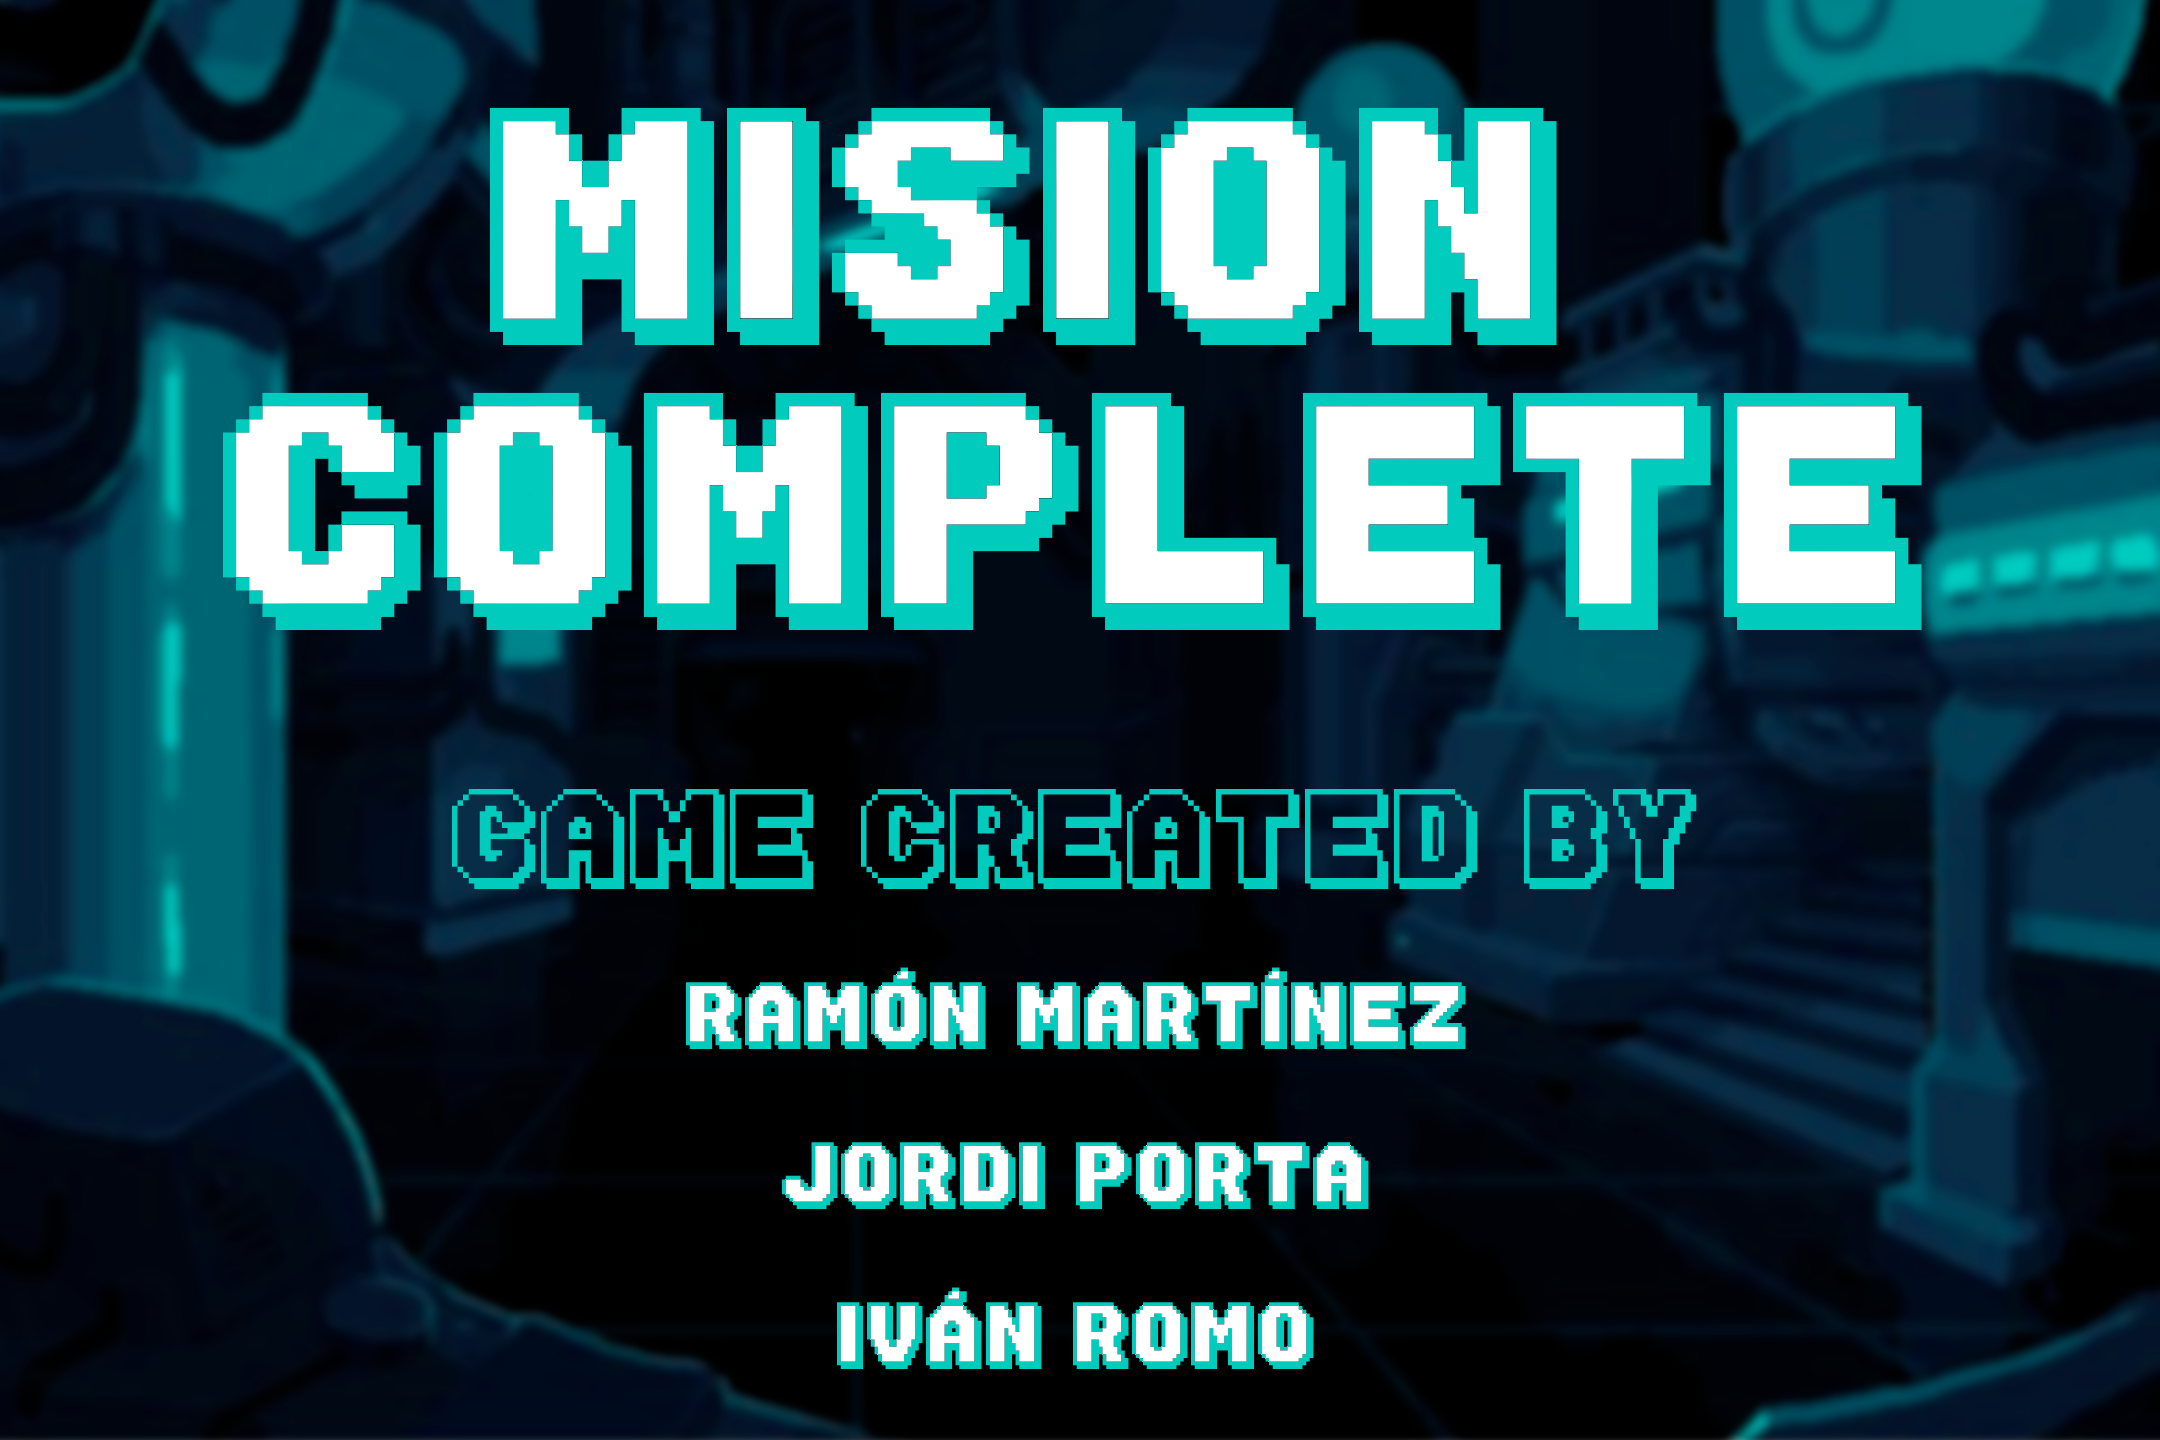 MISION
COMPLETE
GAME CREATED BY
RAMÓN MARTÍNEZ
JORDI PORTA
IVÁN ROMO